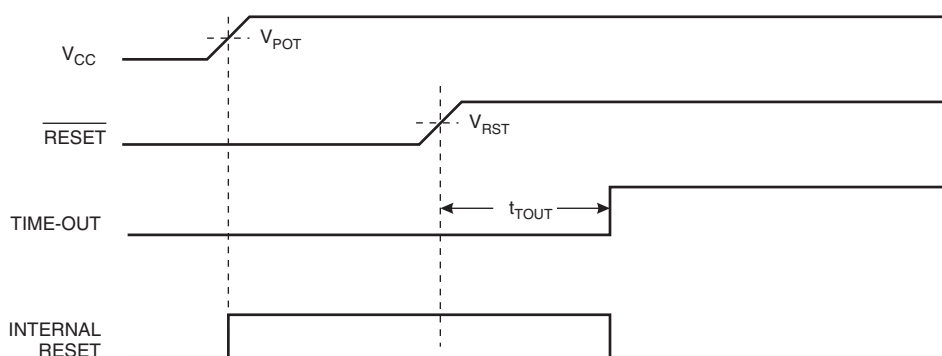 V_CC
V_POT
RESET
V_RST
TIME-OUT
t_TOUT
INTERNAL
RESET